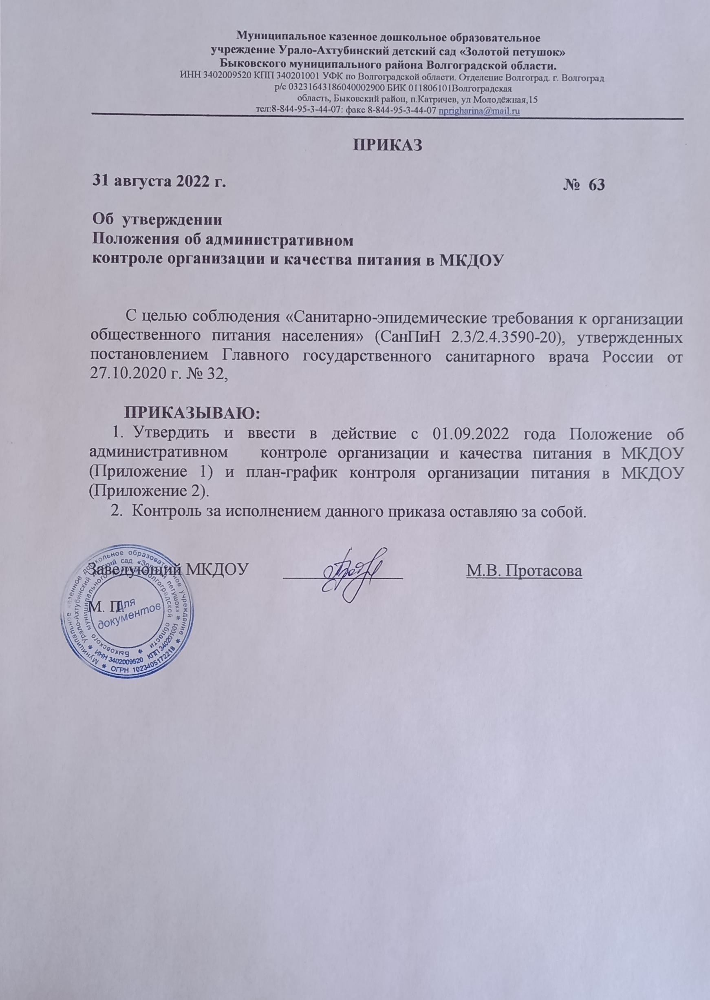 Муниципальное казенное дошкольное образовательное
учреждение Урало-Ахтубинский детский сад «Золотой петушок»
Быковского муниципального района Волгоградской области.
ИНН 3402009520 КПП 340201001 УФК по Волгоградской области. Отделение Волгоград. г. Волгоград
р/с 03231643186040002900 БИК 011806101Волгоградская
область, Быковский район, п.Катричев, ул Молодёжная,15
тел:8-844-95-3-44-07: факс 8-844-95-3-44-07 nprigharina@mail.ru
ПРИКАЗ
31 августа 2022 г. № 63
Об утверждении
Положения об административном
контроле организации и качества питания в МКДОУ
С целью соблюдения «Санитарно-эпидемические требования к организации
общественного питания населения» (СанПиН 2.3/2.4.3590-20), утвержденных
постановлением Главного государственного санитарного врача России от
27.10.2020 г. № 32,
ПРИКАЗЫВАЮ:
1. Утвердить и ввести в действие с 01.09.2022 года Положение об
административном контроле организации и качества питания в МКДОУ
(Приложение 1) и план-график контроля организации питания в МКДОУ
(Приложение 2).
2. Контроль за исполнением данного приказа оставляю за собой.
Заведующий МКДОУ М.В. Протасова
М. П
Муниципальное казенное дошкольное образовательное учреждение * ОГРН 1023405172218 *
Урало-Ахтубинский детский сад «Золотой петушок» * ИНН 3402009520 КПП 340201001 *
Быковского муниципального района Волгоградской области *
Для
документов